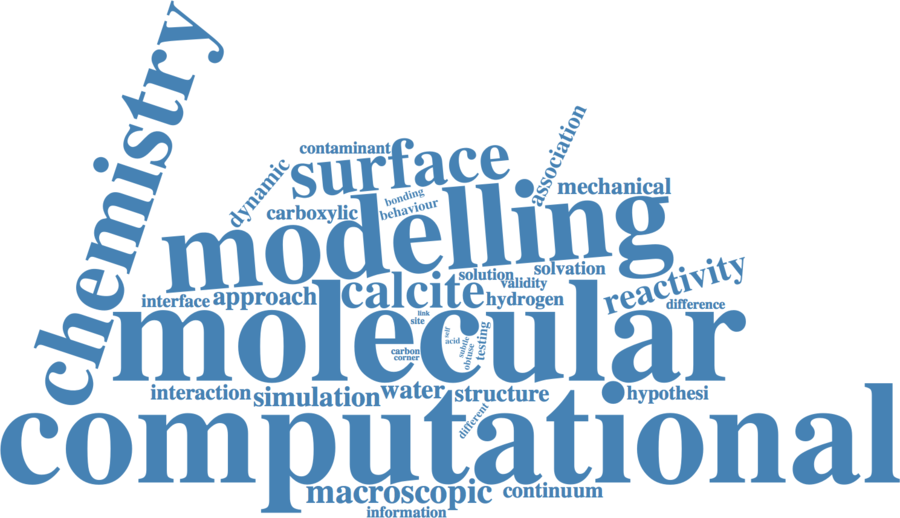 chemistry
contaminant
surface
association
dynamic
mechanical
bonding
carboxylic
behaviour
modelling
solution
solvation
validity
reactivity
interface
approach
calcite
hydrogen
difference
molecular
link
site
self
acid
subtle
obtuse
testing
carbon
corner
interaction
simulation
water
structure
hypothesi
different
computational
macroscopic
continuum
information